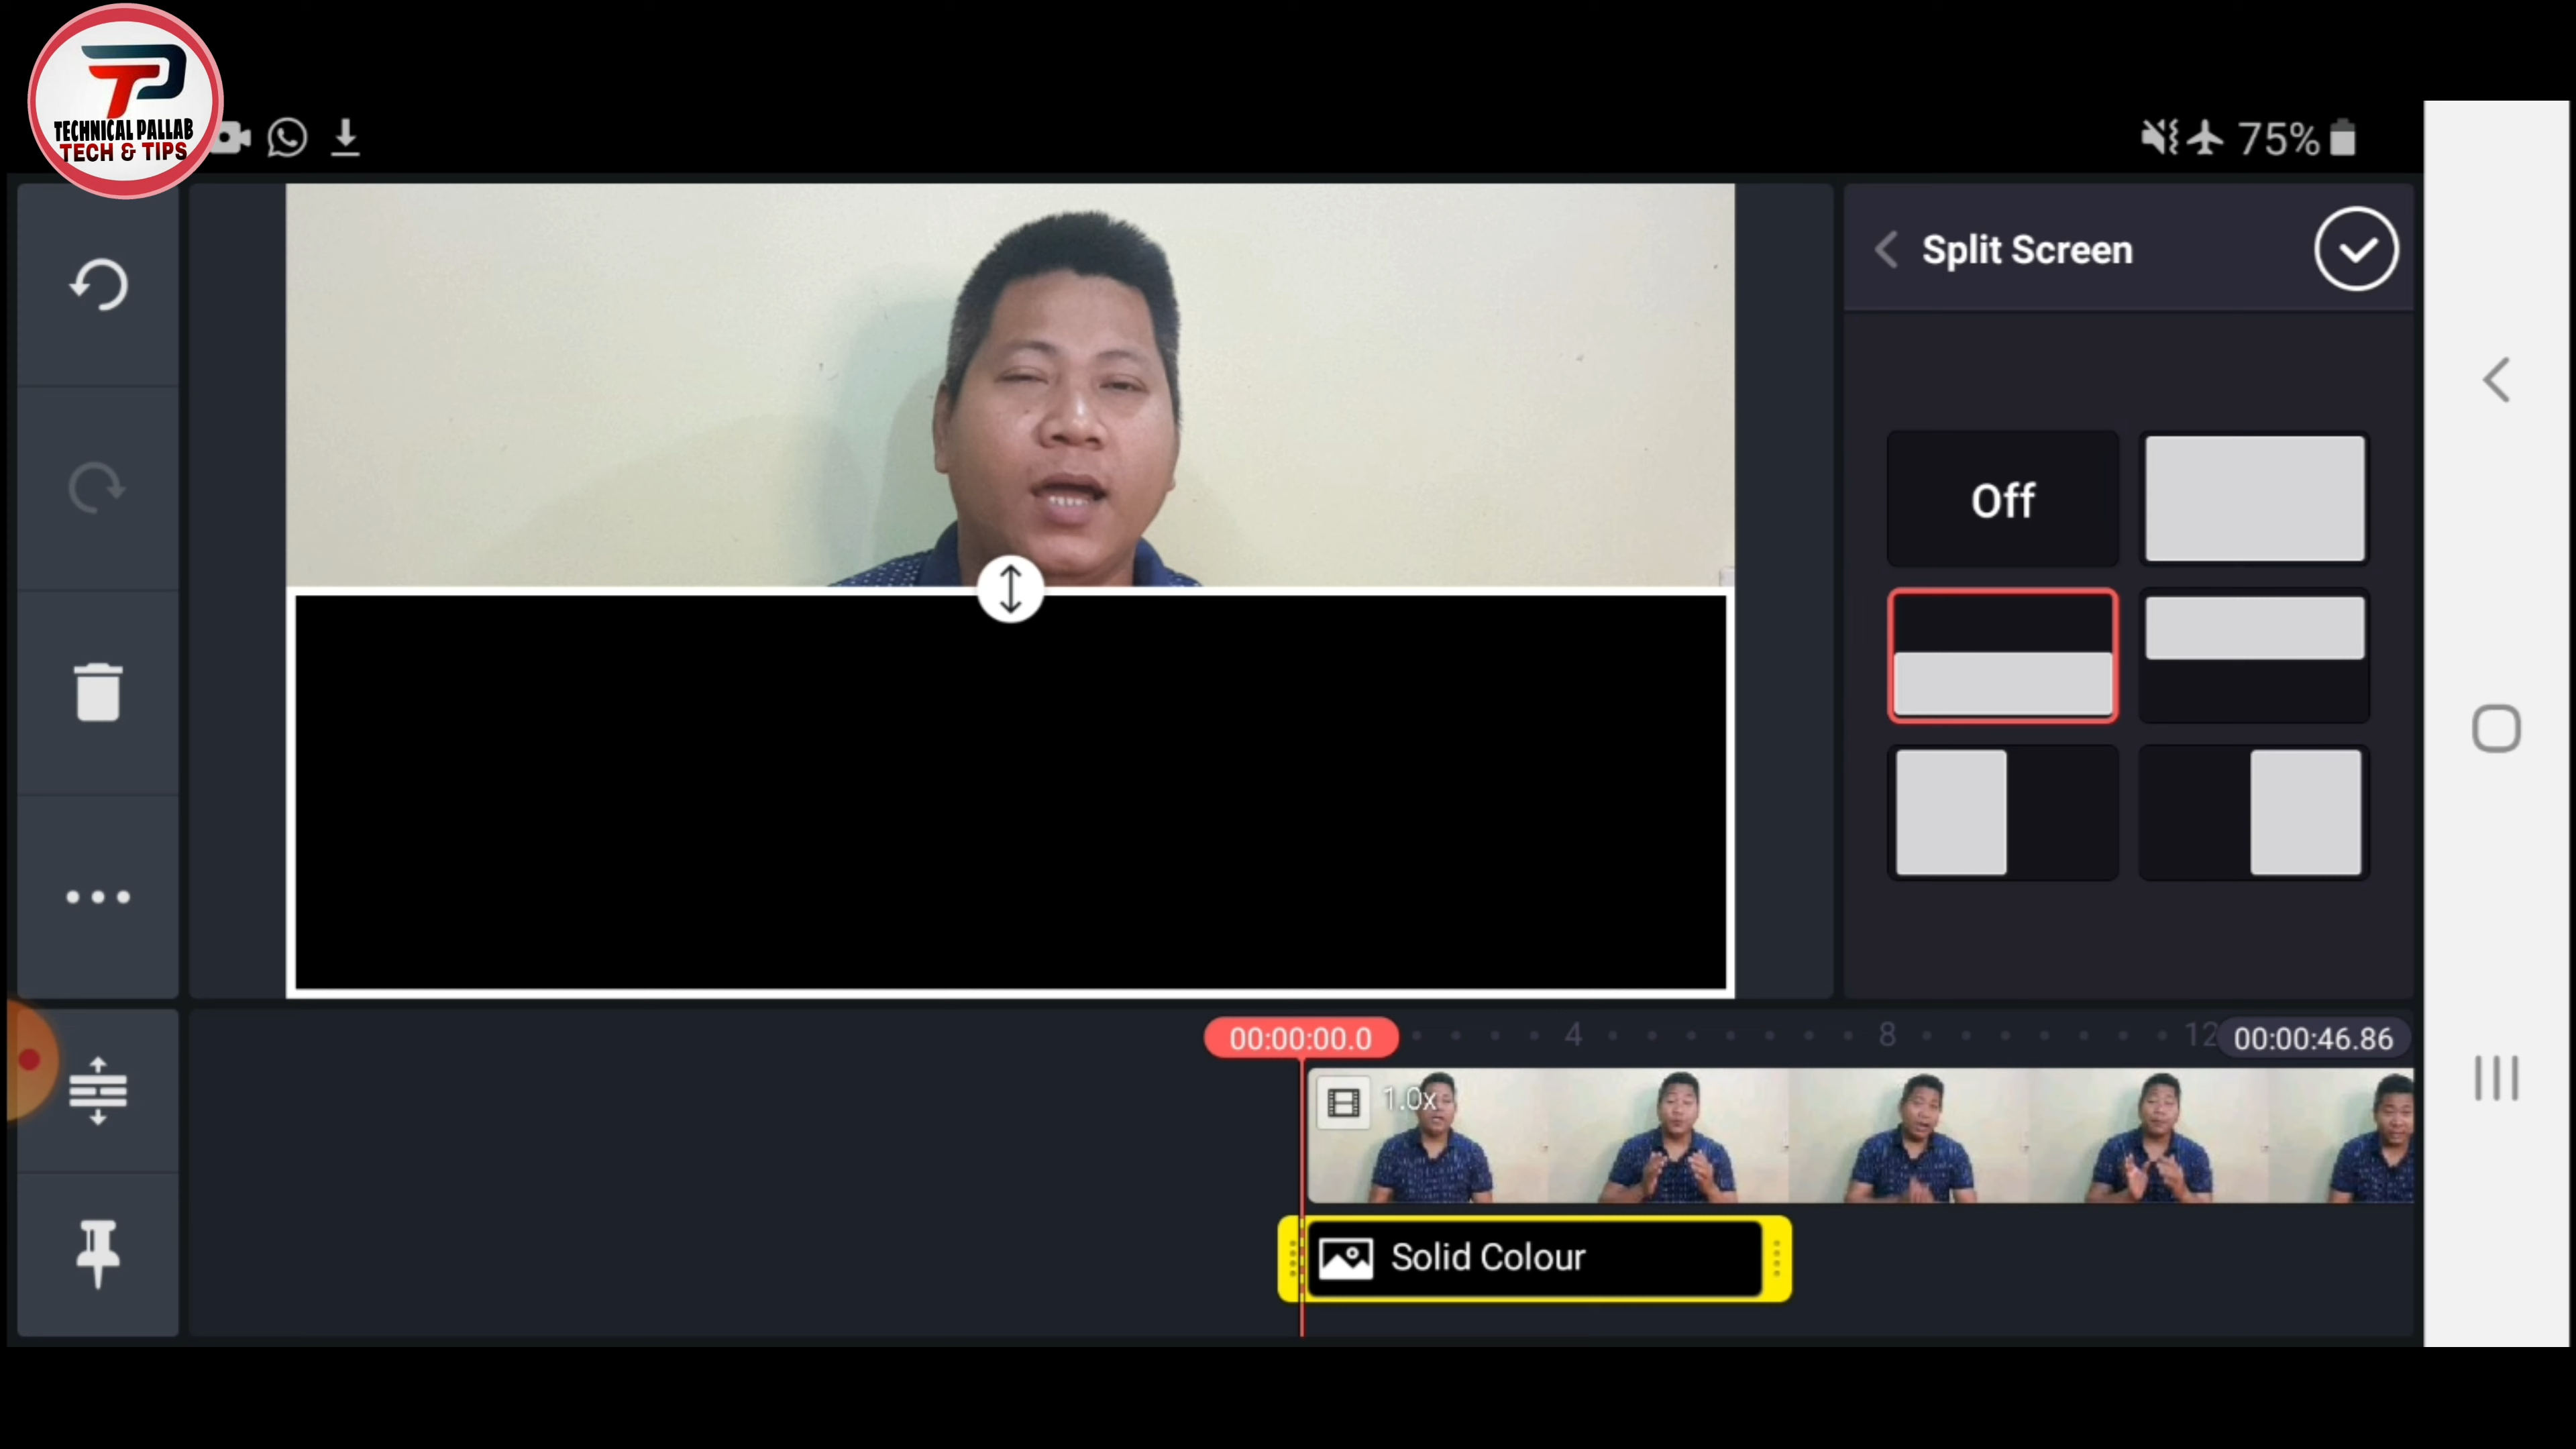 TECHNICAL PALLAB
TECH & TIPS
75%
Split Screen
Off
00:00:00.0
4
8
12
00:00:46.86
1.0x
Solid Colour